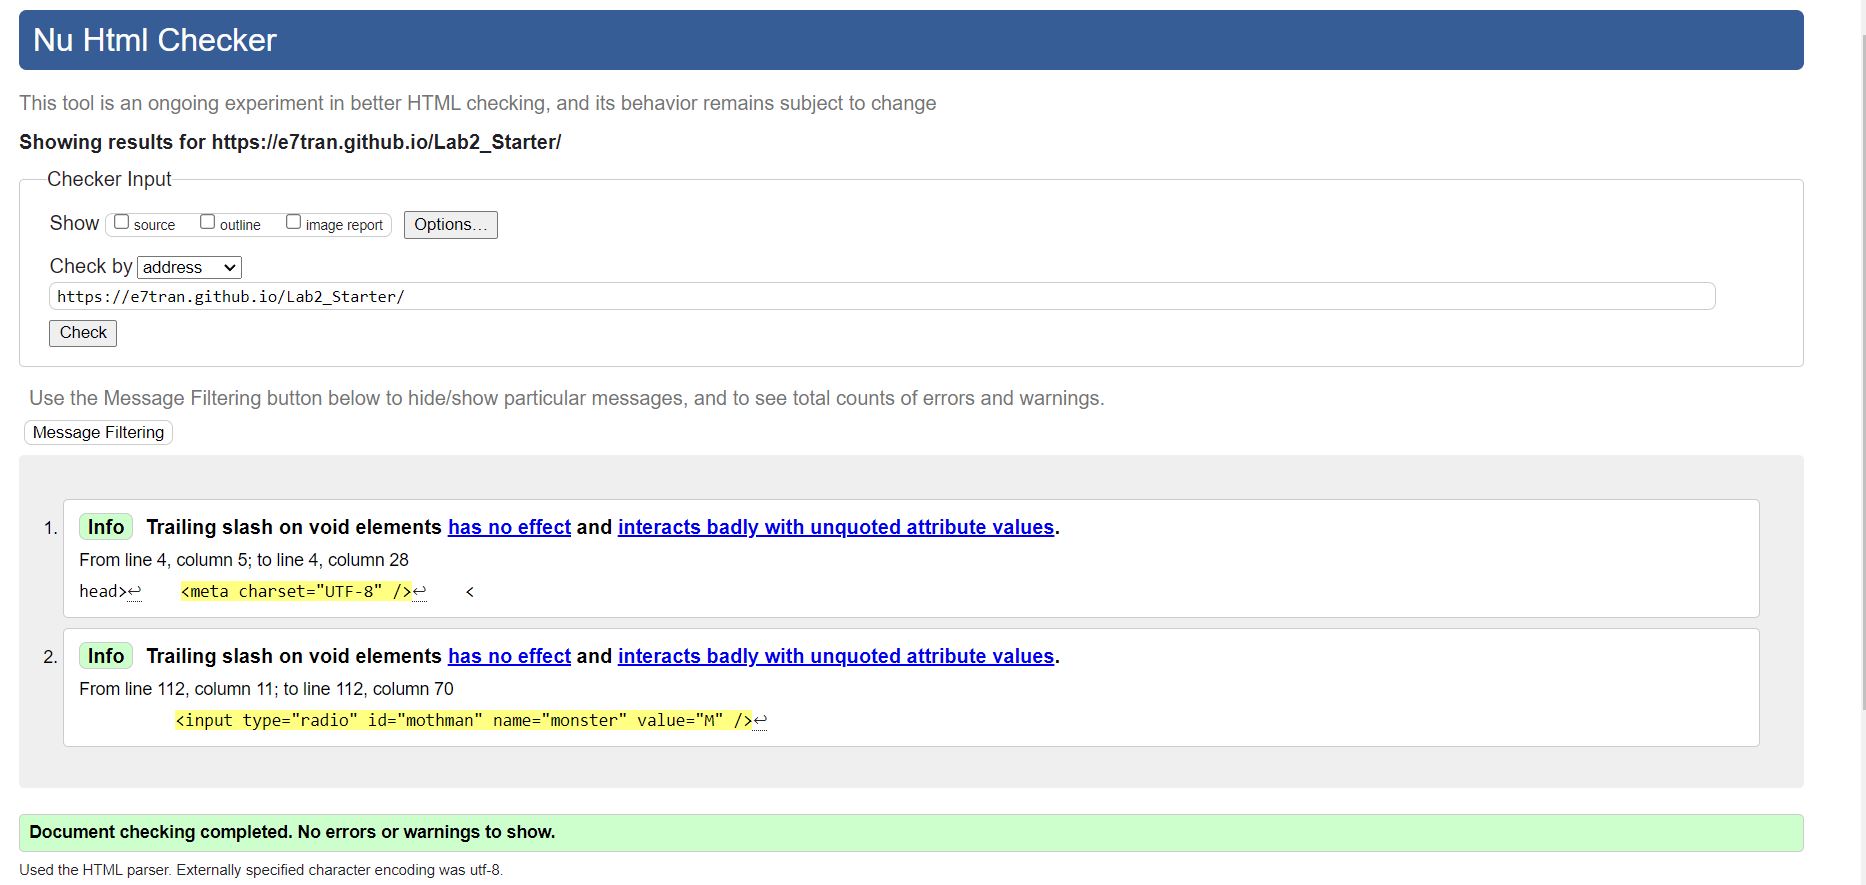 Nu Html Checker
This tool is an ongoing experiment in better HTML checking, and its behavior remains subject to change
Showing results for https://e7tran.github.io/Lab2_Starter/
Checker Input
Show source outline image report Options...
Check by address
https://e7tran.github.io/Lab2_Starter/
Check
Use the Message Filtering button below to hide/show particular messages, and to see total counts of errors and warnings.
Message Filtering
1. Info Trailing slash on void elements has no effect and interacts badly with unquoted attribute values.
From line 4, column 5; to line 4, column 28
head>↩ <meta charset="UTF-8" />↩ <
2. Info Trailing slash on void elements has no effect and interacts badly with unquoted attribute values.
From line 112, column 11; to line 112, column 70
<input type="radio" id="mothman" name="monster" value="M" />↩
Document checking completed. No errors or warnings to show.
Used the HTML parser. Externally specified character encoding was utf-8.